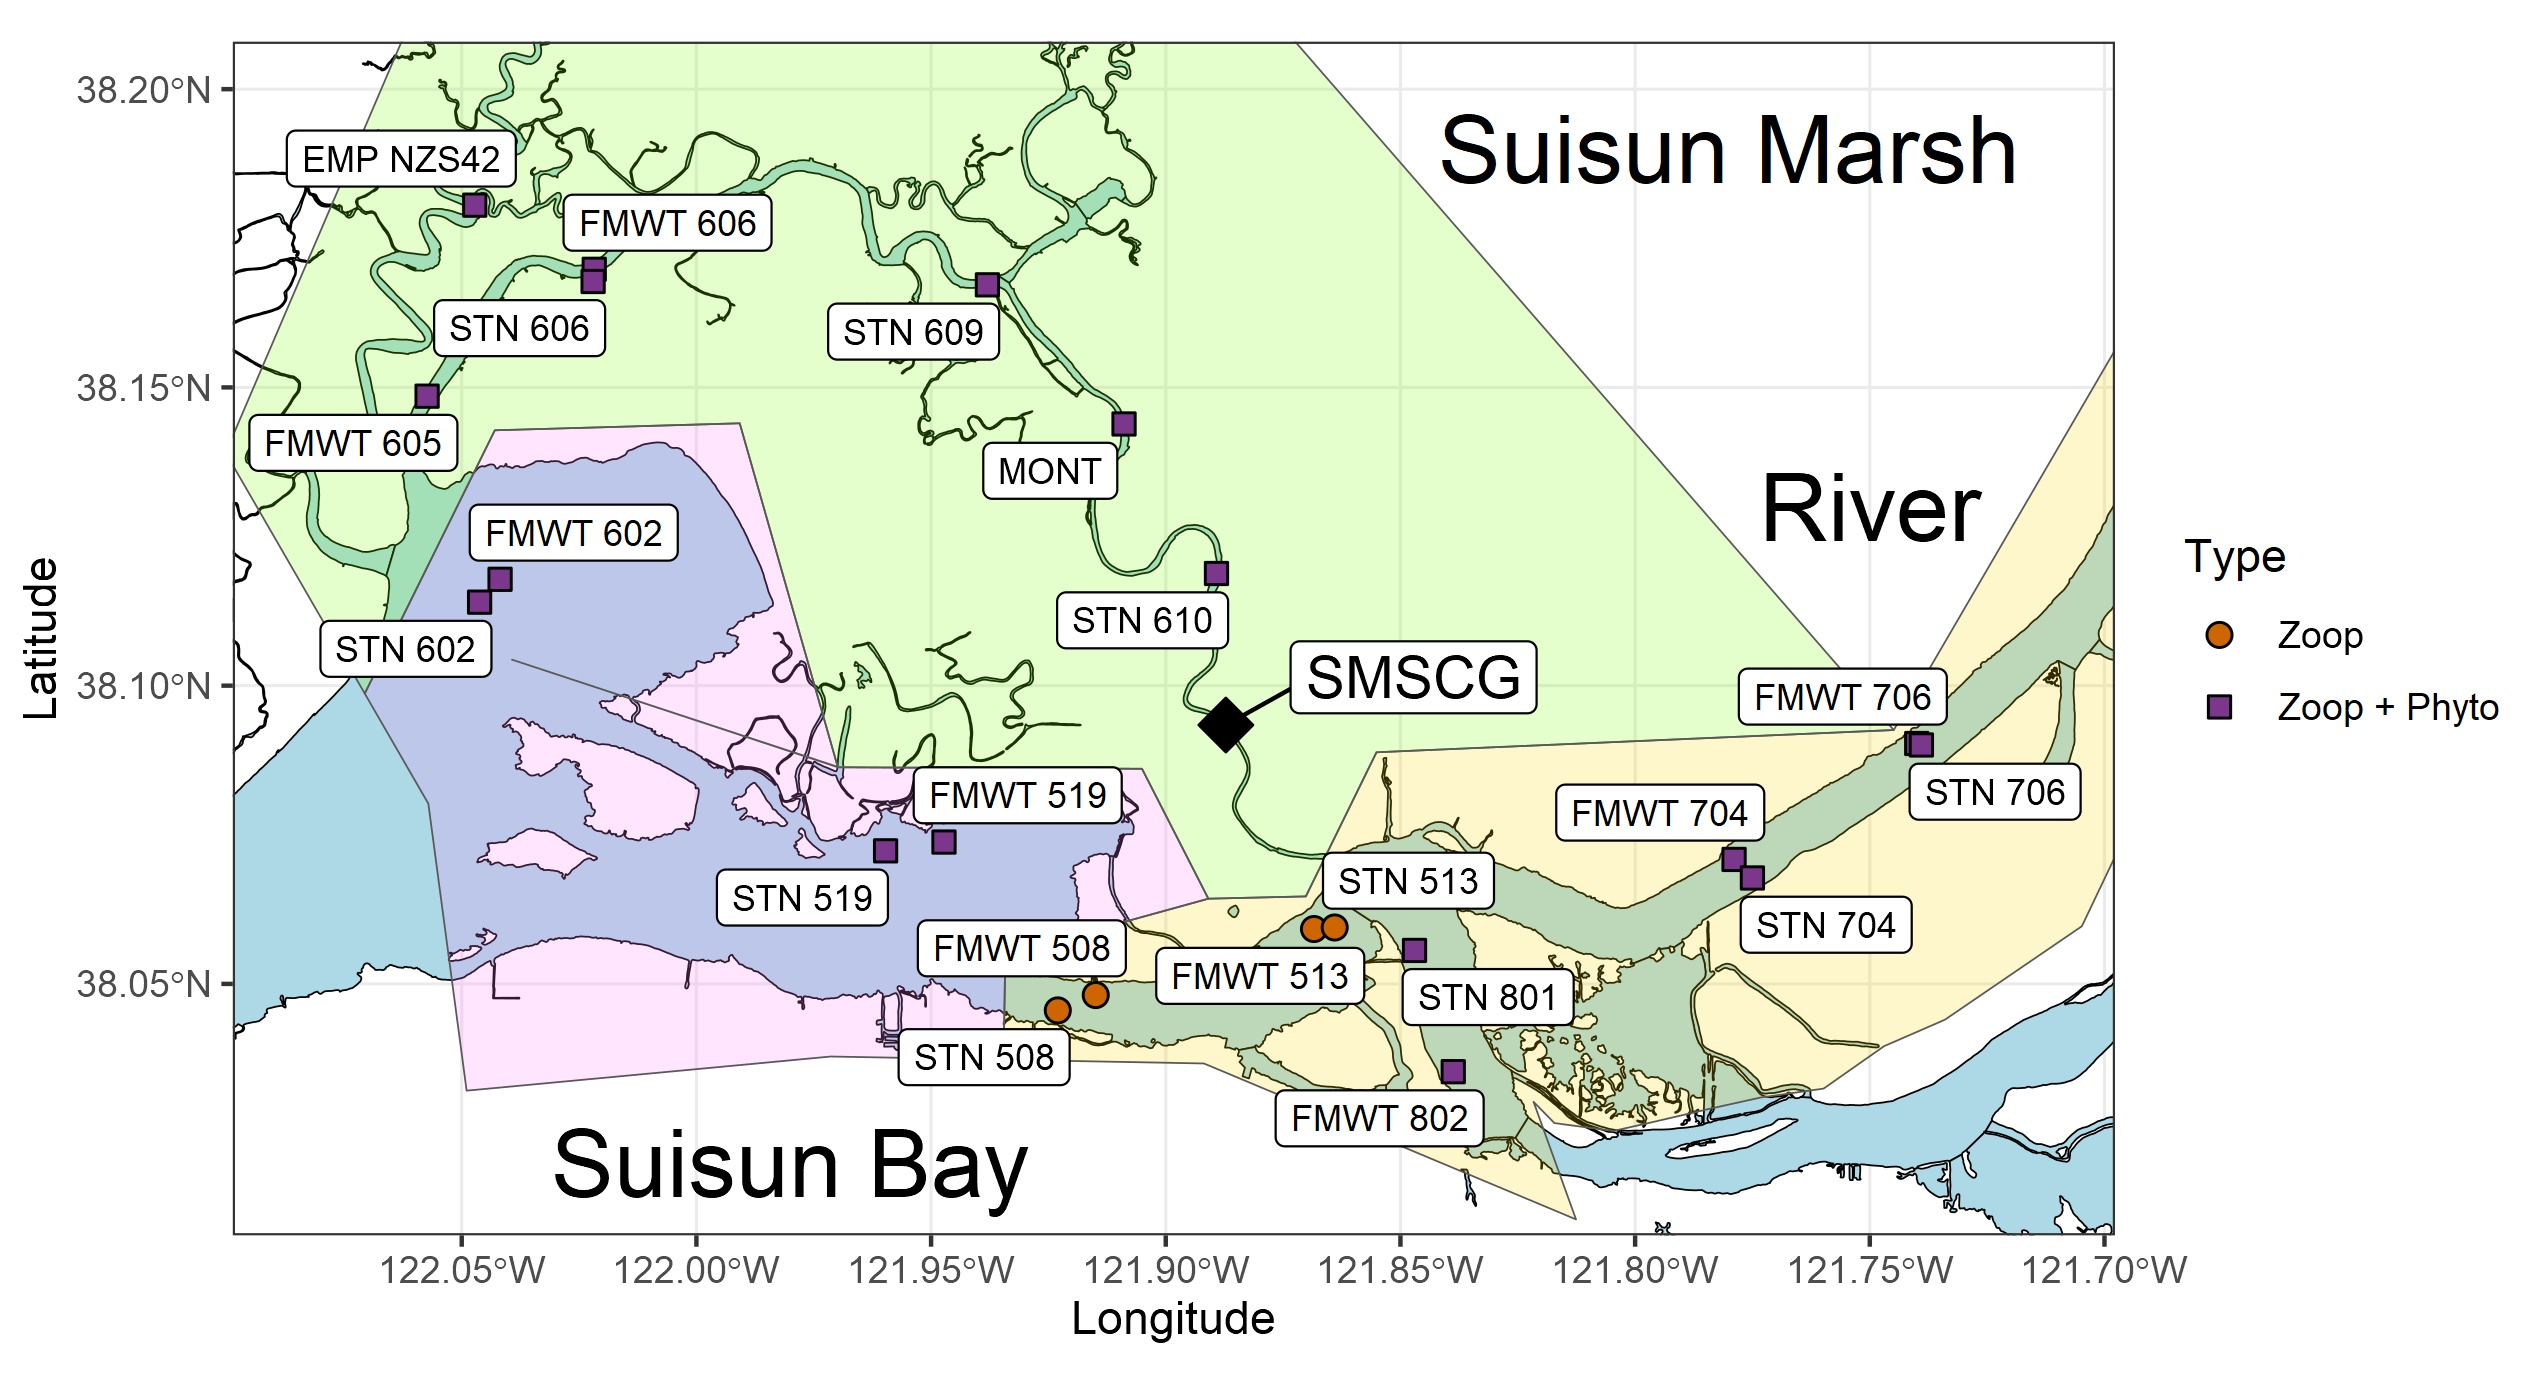 38.20°N
38.15°N
38.10°N
38.05°N
Latitude
Suisun Marsh
EMP NZS42
FMWT 606
STN 606
STN 609
FMWT 605
MONT
River
FMWT 602
STN 602
STN 610
SMSCG
FMWT 706
STN 706
FMWT 519
FMWT 704
STN 519
STN 513
STN 704
FMWT 508
FMWT 513
STN 801
STN 508
FMWT 802
Suisun Bay
122.05°W
122.00°W
121.95°W
121.90°W
121.85°W
121.80°W
121.75°W
121.70°W
Longitude
Type
Zoop
Zoop + Phyto